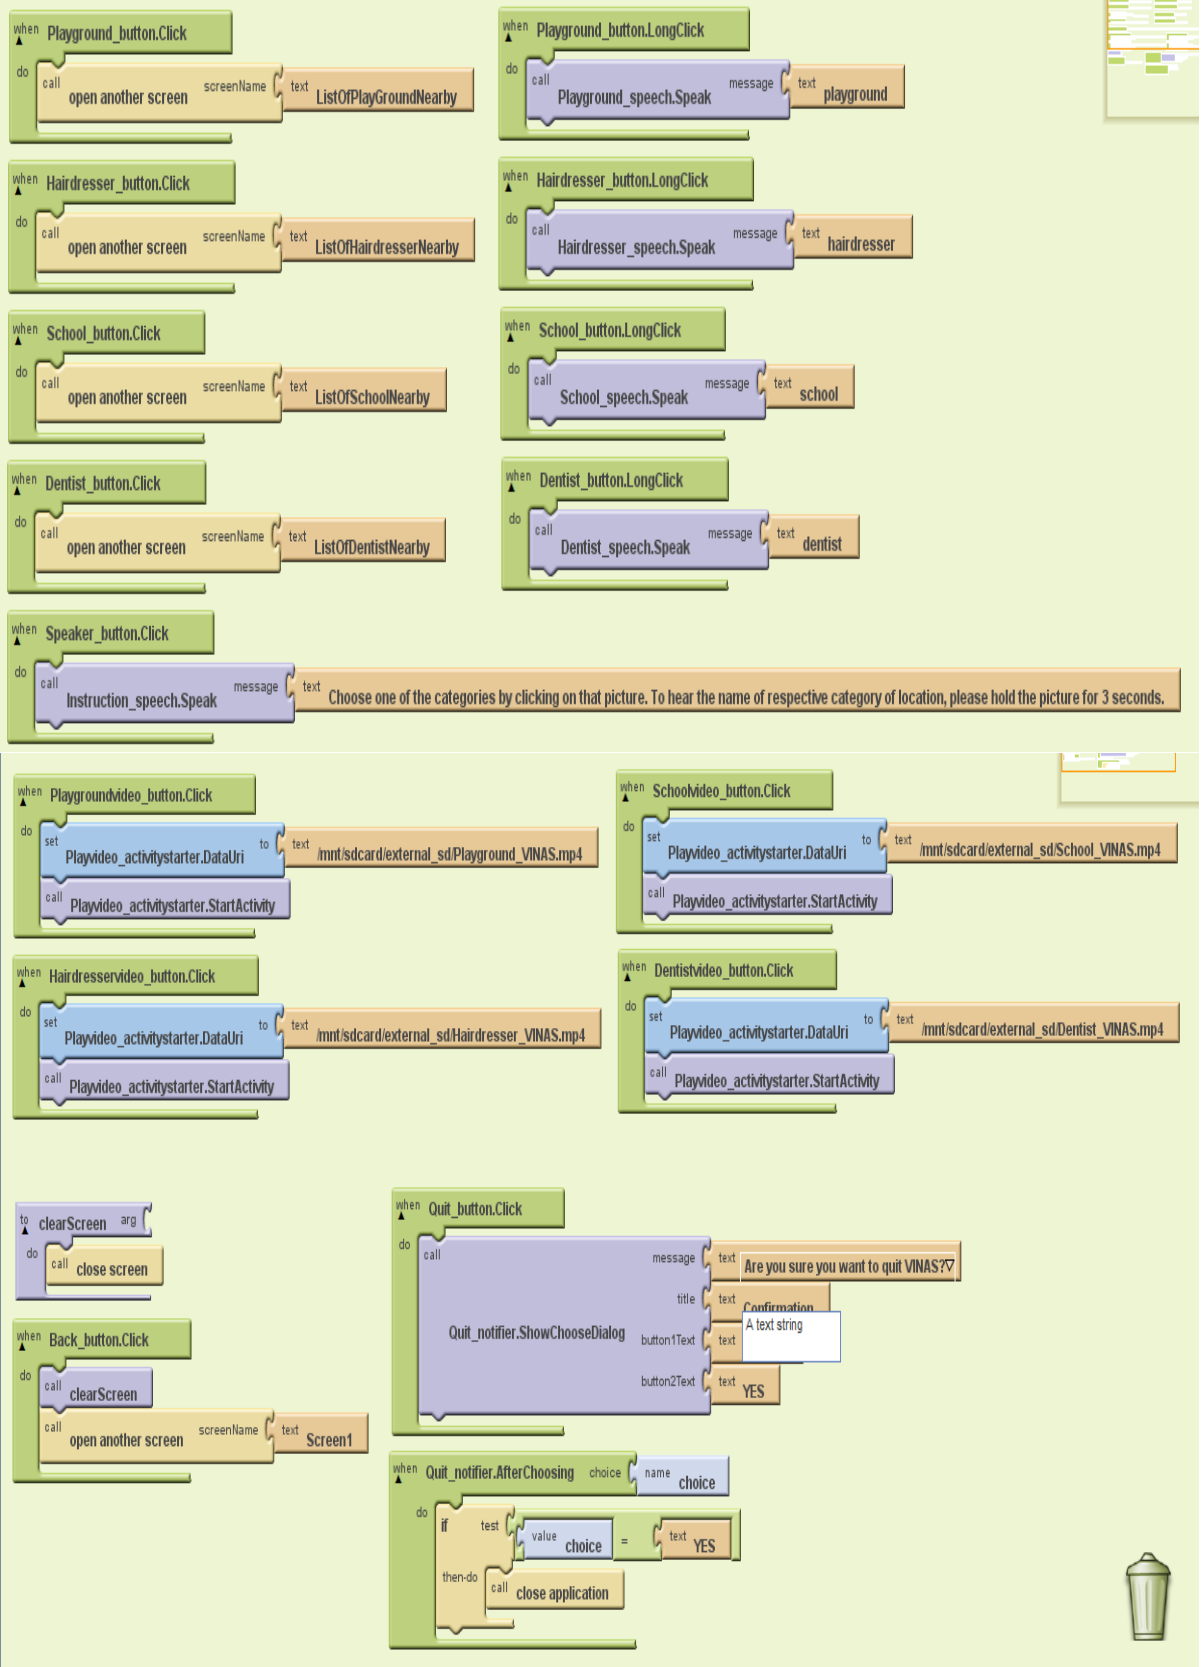 when Playground_button.Click
do call open another screen screenName text ListOfPlayGroundNearby
when Playground_button.LongClick
do call Playground_speech.Speak message text playground
when Hairdresser_button.Click
do call open another screen screenName text ListOfHairdresserNearby
when Hairdresser_button.LongClick
do call Hairdresser_speech.Speak message text hairdresser
when School_button.Click
do call open another screen screenName text ListOfSchoolNearby
when School_button.LongClick
do call School_speech.Speak message text school
when Dentist_button.Click
do call open another screen screenName text ListOfDentistNearby
when Dentist_button.LongClick
do call Dentist_speech.Speak message text dentist
when Speaker_button.Click
do call Instruction_speech.Speak message text Choose one of the categories by clicking on that picture. To hear the name of respective category of location, please hold the picture for 3 seconds.
when Playgroundvideo_button.Click
do set Playvideo_activitystarter.DataUri to text /mnt/sdcard/external_sd/Playground_VINAS.mp4
call Playvideo_activitystarter.StartActivity
when Schoolvideo_button.Click
do set Playvideo_activitystarter.DataUri to text /mnt/sdcard/external_sd/School_VINAS.mp4
call Playvideo_activitystarter.StartActivity
when Hairdresservideo_button.Click
do set Playvideo_activitystarter.DataUri to text /mnt/sdcard/external_sd/Hairdresser_VINAS.mp4
call Playvideo_activitystarter.StartActivity
when Dentistvideo_button.Click
do set Playvideo_activitystarter.DataUri to text /mnt/sdcard/external_sd/Dentist_VINAS.mp4
call Playvideo_activitystarter.StartActivity
to clearScreen arg
do call close screen
when Back_button.Click
do call clearScreen
call open another screen screenName text Screen1
when Quit_button.Click
do call Quit_notifier.ShowChooseDialog
message text Are you sure you want to quit VINAS?
title text Confirmation
A text string
button1Text text
button2Text text YES
when Quit_notifier.AfterChoosing choice name choice
do if test value choice = text YES
then-do call close application